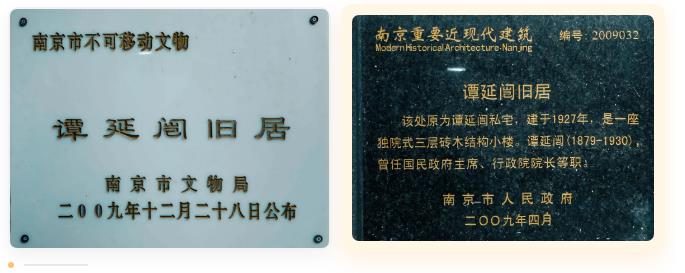 南京市不可移动文物
谭延闿旧居
南京市文物局
二00九年十二月二十八日公布
南京重要近现代建筑
编号 2009032
Modern Historical Architecture·Nanjing
谭延闿旧居
该处原为谭延闿私宅，建于1927年，是一座
独院式三层砖木结构小楼。谭延闿(1879-1930)，
曾任国民政府主席、行政院院长等职。
南京市人民政府
二〇〇九年四月